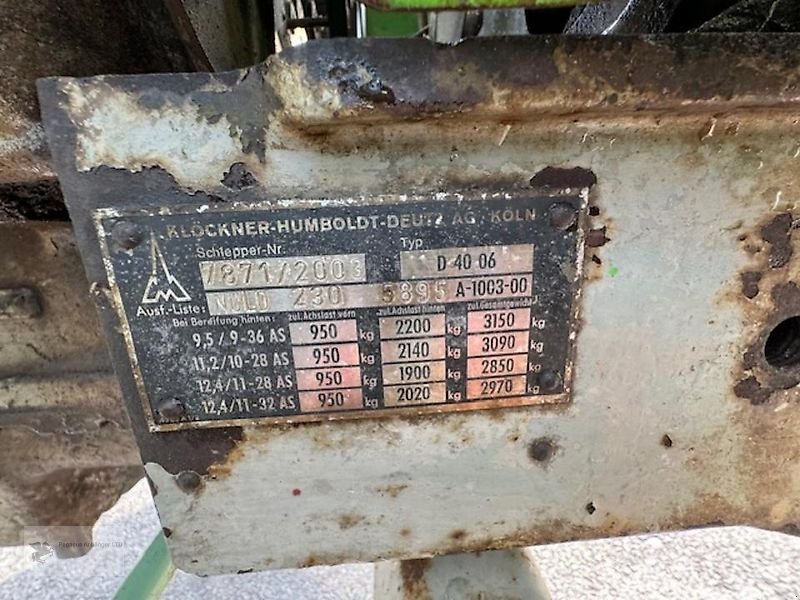 KLÖCKNER-HUMBOLDT-DEUTZ AG · KÖLN
Schlepper-Nr. Typ
7871/2003 D 40 06
Ausf.-Liste: 230 5895 A-1003-00
Bei Bereifung hinten: zul. Achslast vorn zul. Achslast hinten zul. Gesamtgewicht
9,5/9-36 AS 950 kg 2200 kg 3150 kg
11,2/10-28 AS 950 kg 2140 kg 3090 kg
12,4/11-28 AS 950 kg 1900 kg 2850 kg
12,4/11-32 AS 950 kg 2020 kg 2970 kg